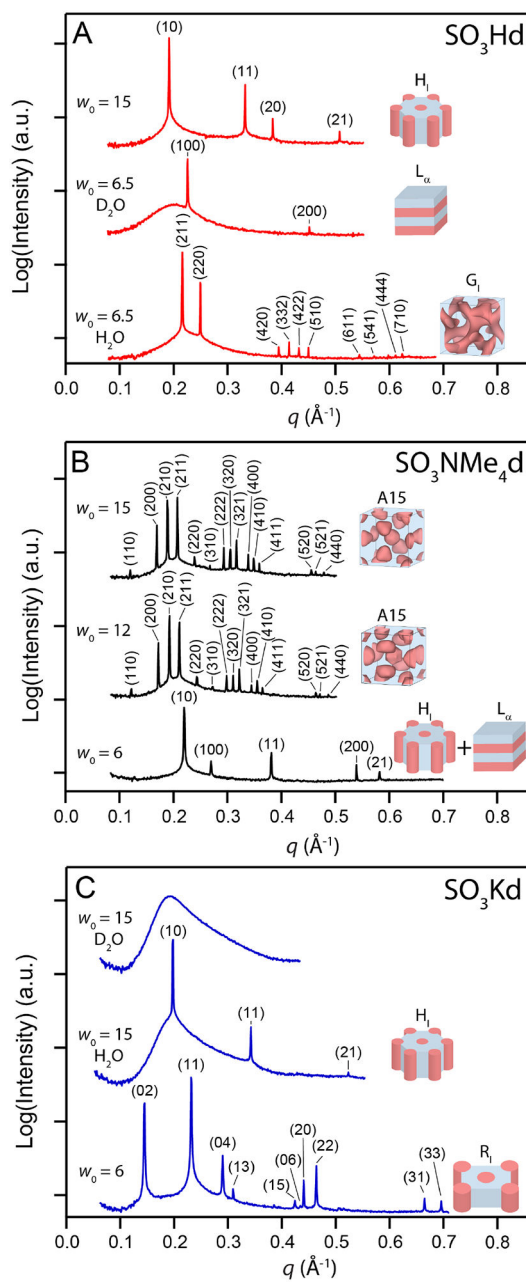 A
SO3Hd
(10)
(11)
(20)
(21)
w0 = 15
HI
(100)
(200)
w0 = 6.5
D2O
Lα
(211)
(220)
(420)
(332)
(422)
(510)
(611)
(541)
(444)
(710)
w0 = 6.5
H2O
GI
Log(Intensity) (a.u.)
0.0 0.1 0.2 0.3 0.4 0.5 0.6 0.7 0.8
q (Å-1)
B
SO3NMe4d
w0 = 15
(110)
(200)
(210)
(211)
(220)
(310)
(222)
(320)
(321)
(400)
(410)
(411)
(520)
(521)
(440)
A15
w0 = 12
(110)
(200)
(210)
(211)
(220)
(310)
(222)
(320)
(321)
(400)
(410)
(411)
(520)
(521)
(440)
A15
w0 = 6
(10)
(100)
(11)
(200)
(21)
HI + Lα
Log(Intensity) (a.u.)
0.0 0.1 0.2 0.3 0.4 0.5 0.6 0.7 0.8
q (Å-1)
C
SO3Kd
w0 = 15
D2O
w0 = 15
H2O
(10)
(11)
(21)
HI
w0 = 6
(02)
(11)
(04)
(13)
(15)
(06)
(20)
(22)
(31)
(33)
RI
Log(Intensity) (a.u.)
0.0 0.1 0.2 0.3 0.4 0.5 0.6 0.7 0.8
q (Å-1)